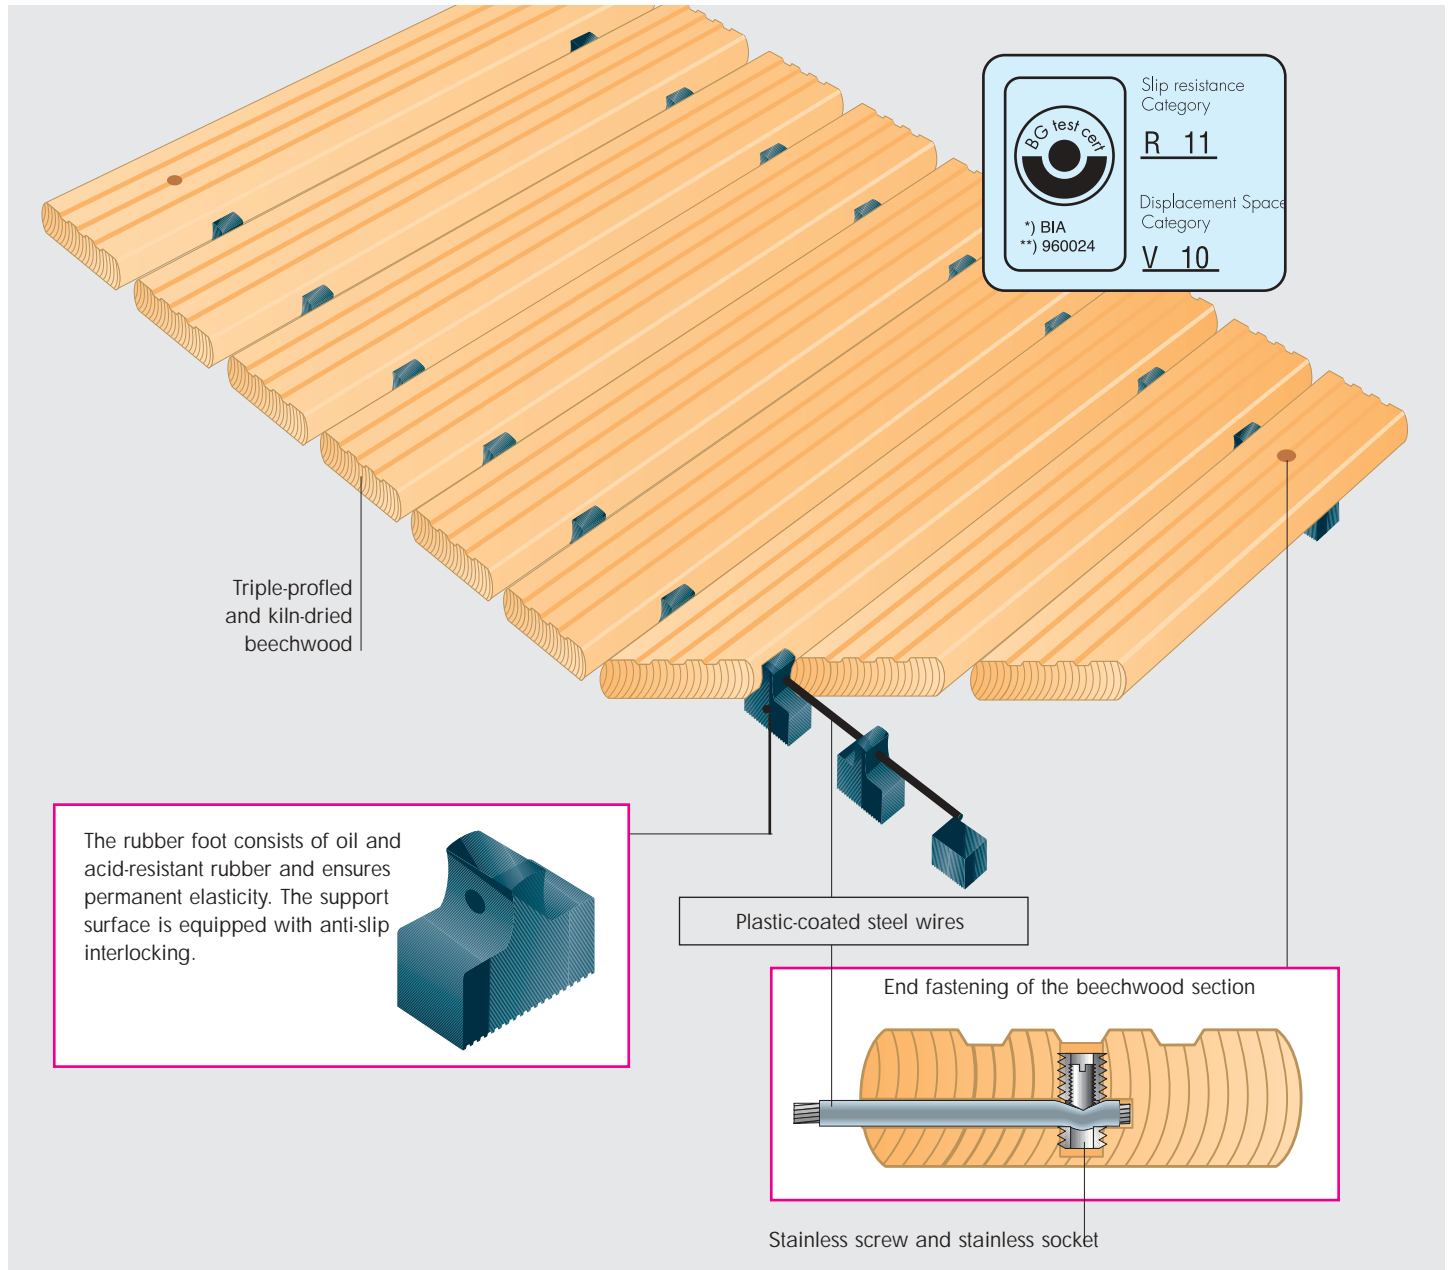 Slip resistance
Category
R 11
BG test cert
Displacement Space
Category
*) BIA
**) 960024
V 10
Triple-profled
and kiln-dried
beechwood
The rubber foot consists of oil and
acid-resistant rubber and ensures
permanent elasticity. The support
surface is equipped with anti-slip
interlocking.
Plastic-coated steel wires
End fastening of the beechwood section
Stainless screw and stainless socket